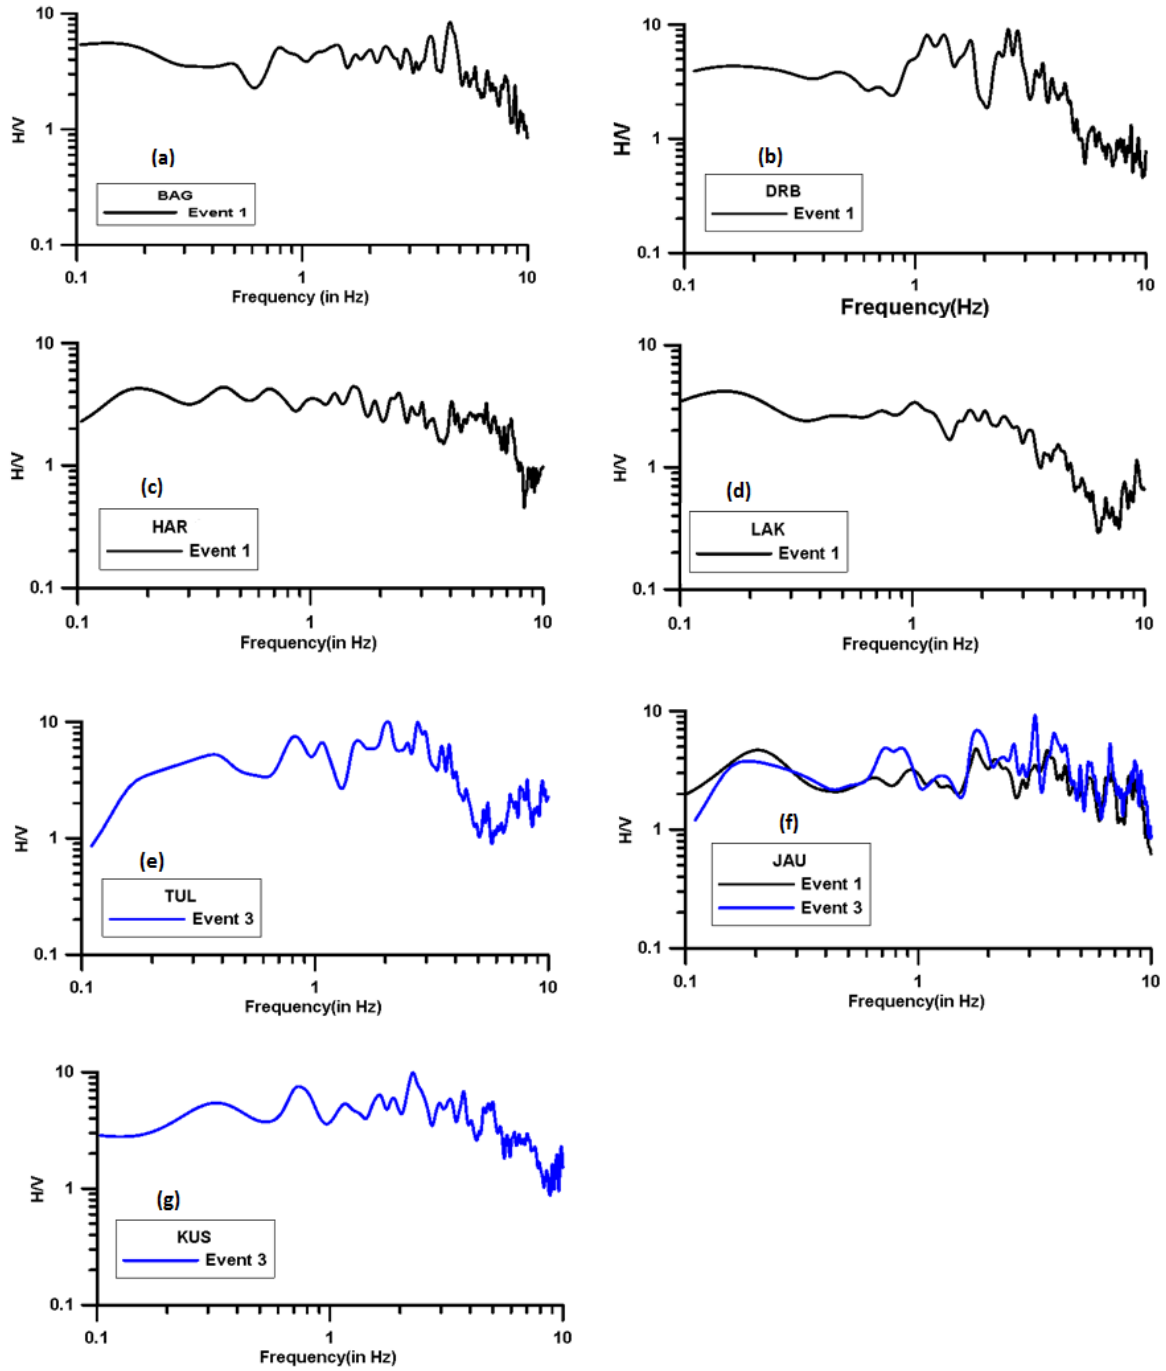 10
H/V
1
(a)
BAG
Event 1
0.1
0.1
1
10
Frequency (in Hz)
10
H/V
1
(b)
DRB
Event 1
0.1
0.1
1
10
Frequency(Hz)
10
H/V
1
(c)
HAR
Event 1
0.1
0.1
1
10
Frequency(in Hz)
10
H/V
1
(d)
LAK
Event 1
0.1
0.1
1
10
Frequency(in Hz)
10
H/V
1
(e)
TUL
Event 3
0.1
0.1
1
10
Frequency(in Hz)
10
H/V
1
(f)
JAU
Event 1
Event 3
0.1
0.1
1
10
Frequency(in Hz)
10
H/V
1
(g)
KUS
Event 3
0.1
0.1
1
10
Frequency(in Hz)